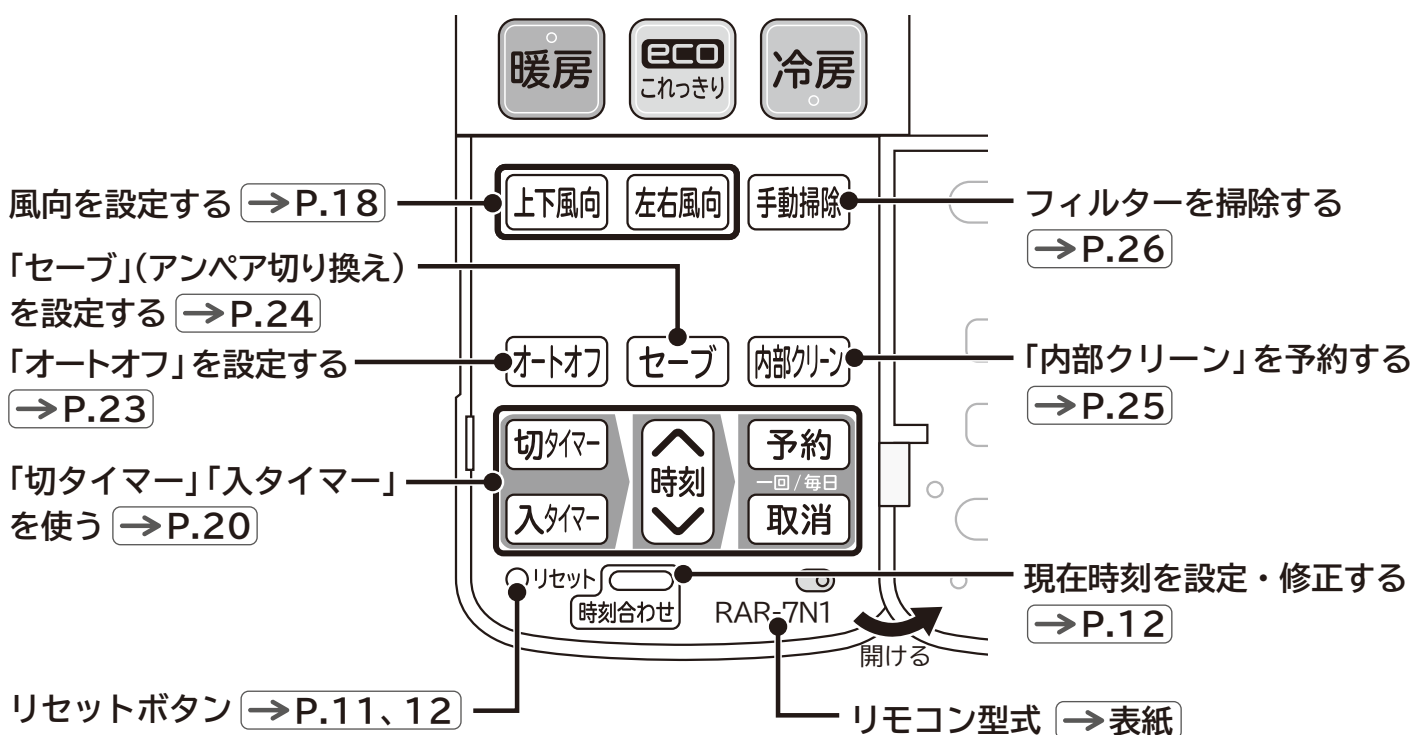 暖房
eco
これっきり
冷房
風向を設定する →P.18
上下風向
左右風向
手動掃除
フィルターを掃除する
→P.26
「セーブ」(アンペア切り換え)
を設定する →P.24
「オートオフ」を設定する
→P.23
オートオフ
セーブ
内部クリーン
「内部クリーン」を予約する
→P.25
「切タイマー」「入タイマー」
を使う →P.20
切タイマー
入タイマー
時刻
予約
一回/毎日
取消
リセット
時刻合わせ
RAR-7N1
開ける
現在時刻を設定・修正する
→P.12
リセットボタン →P.11、12
リモコン型式 →表紙